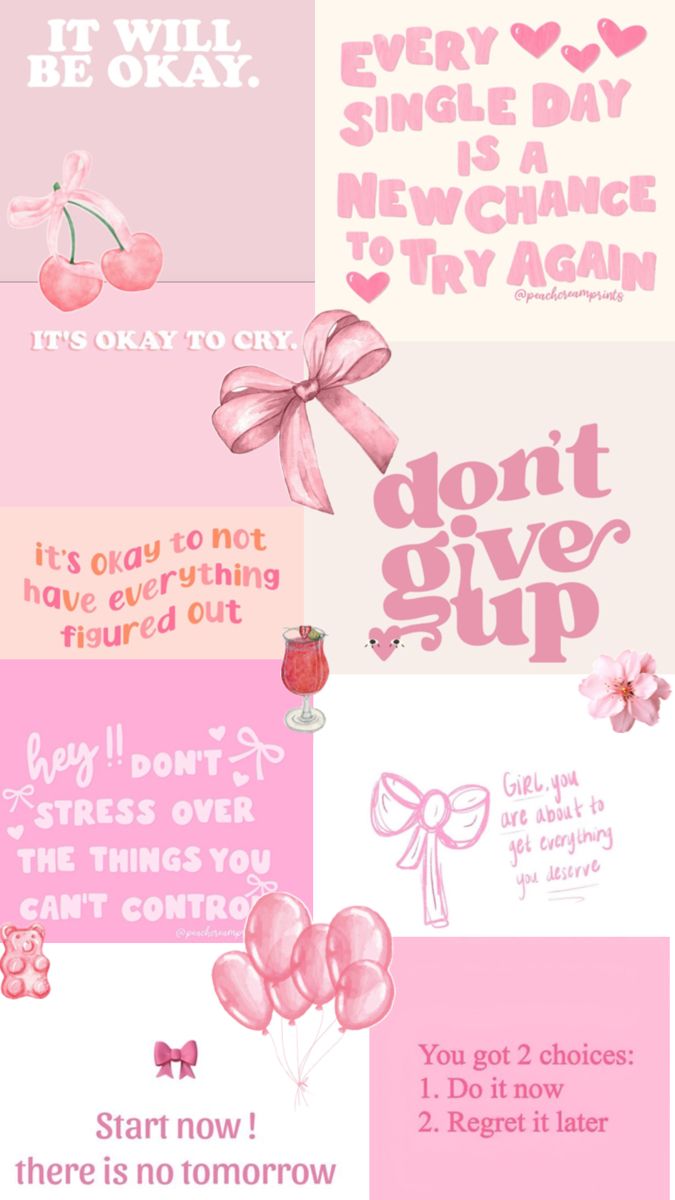 IT WILL
BE OKAY.
EVERY
SINGLE DAY
IS A
NEW CHANCE
TO TRY AGAIN
@peachcreamprints
IT'S OKAY TO CRY.
don't
give
up
it's okay to not
have everything
figured out
hey!! DON'T
STRESS OVER
THE THINGS YOU
CAN'T CONTRO
@peachcreamp
GIRL, you
are about to
get everything
you deserve
Start now !
there is no tomorrow
You got 2 choices:
1. Do it now
2. Regret it later